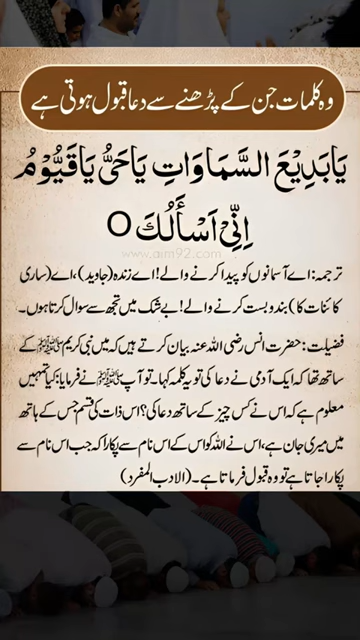 وہ کلمات جن کے پڑھنے سے دعا قبول ہوتی ہے
يَا بَدِيْعَ السَّمَاوَاتِ يَا حَيُّ يَا قَيُّوْمُ
اِنِّيْ اَسْأَلُكَ O
www.aim92.com
ترجمہ: اے آسمانوں کو پیدا کرنے والے! اے زندہ (جاوید)، اے (ساری
کائنات کا) بندوبست کرنے والے! بے شک میں تجھ سے سوال کرتا ہوں۔
فضیلت: حضرت انس رضی اللہ عنہ بیان کرتے ہیں کہ میں نبی کریم ﷺ کے
ساتھ تھا کہ ایک آدمی نے دعا کی تو یہ کلمہ کہا۔ تو آپ ﷺ نے فرمایا: کیا تمہیں
معلوم ہے کہ اس نے کس چیز کے ساتھ دعا کی؟ اس ذات کی قسم جس کے ہاتھ
میں میری جان ہے، اس نے اللہ کو اس کے اس نام سے پکارا کہ جب اس نام سے
پکارا جاتا ہے تو وہ قبول فرماتا ہے۔ (الادب المفرد)